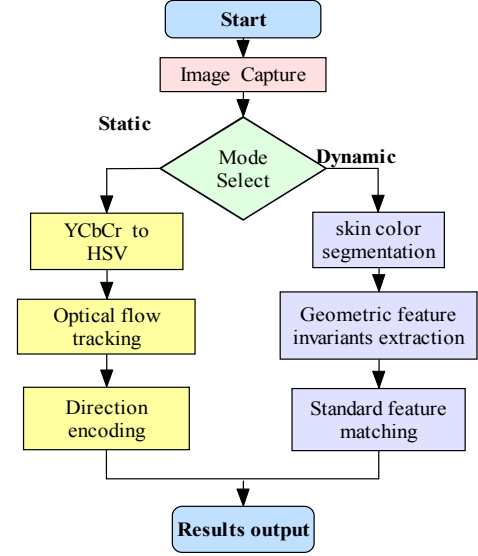 Start
Image Capture
Static
Mode
Select
Dynamic
YCbCr to
HSV
skin color
segmentation
Optical flow
tracking
Geometric feature
invariants extraction
Direction
encoding
Standard feature
matching
Results output